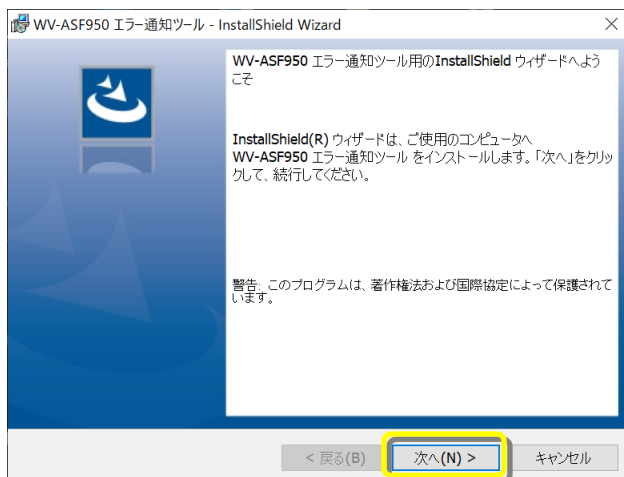 WV-ASF950 エラー通知ツール - InstallShield Wizard
WV-ASF950 エラー通知ツール用のInstallShield ウィザードへよう
こそ
InstallShield(R) ウィザードは、ご使用のコンピュータへ
WV-ASF950 エラー通知ツール をインストールします。「次へ」をクリッ
クして、続行してください。
警告: このプログラムは、著作権法および国際協定によって保護されて
います。
< 戻る(B)
次へ(N) >
キャンセル